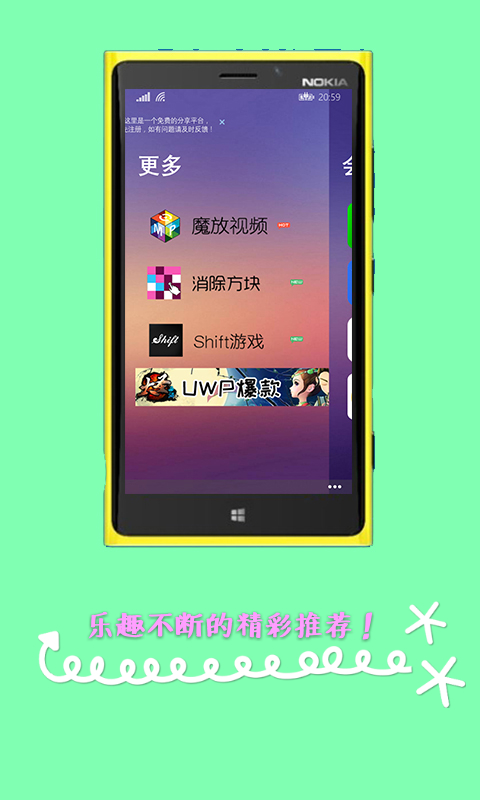 NOKIA
20:59
这里是一个免费的分享平台，
注册，如有问题请及时反馈！
更多
魔放视频 HOT
消除方块 NEW
Shift Shift游戏 NEW
UWP爆款
乐趣不断的精彩推荐！